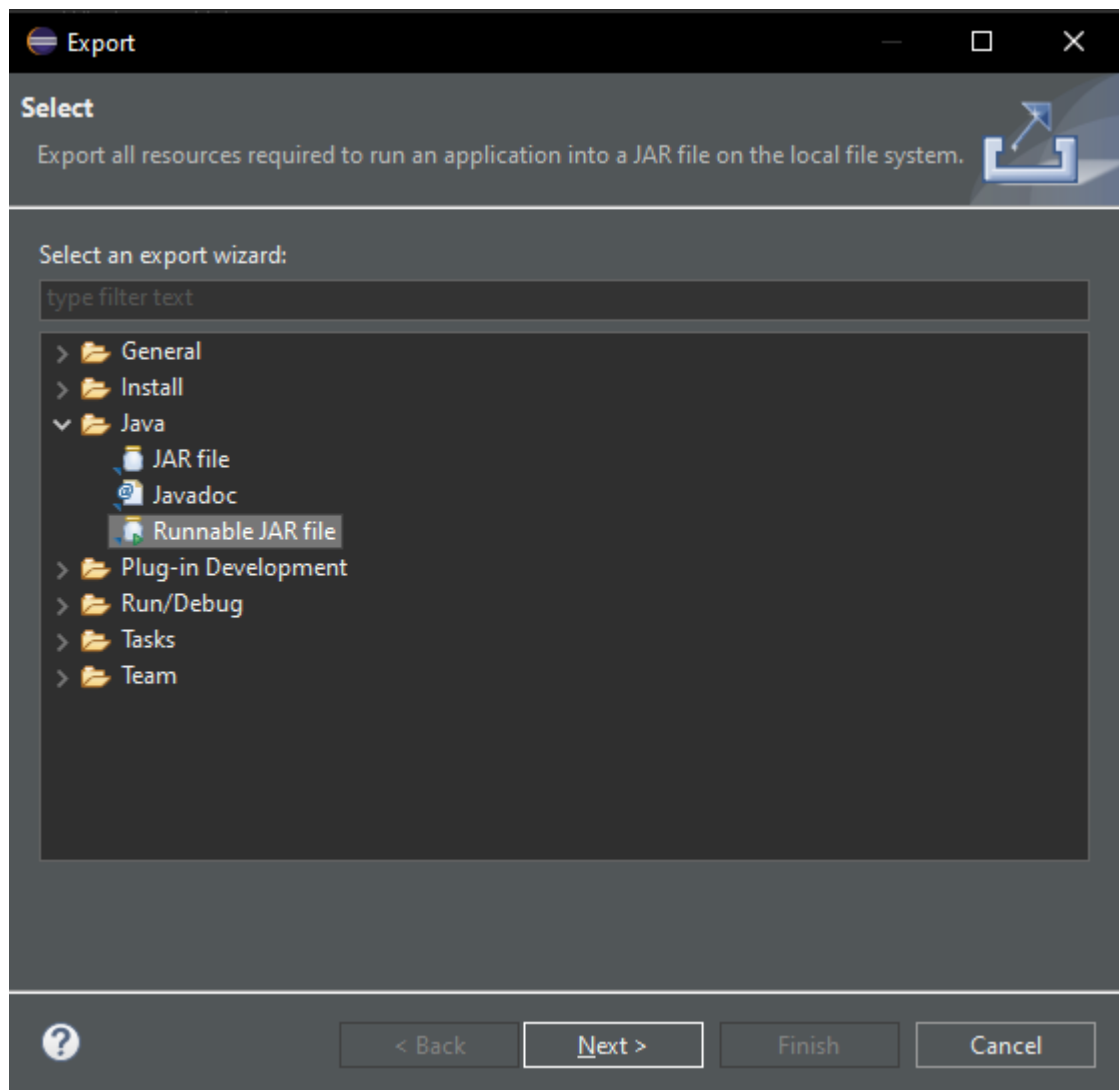 Export
Select
Export all resources required to run an application into a JAR file on the local file system.
Select an export wizard:
type filter text
General
Install
Java
JAR file
Javadoc
Runnable JAR file
Plug-in Development
Run/Debug
Tasks
Team
< Back Next > Finish Cancel